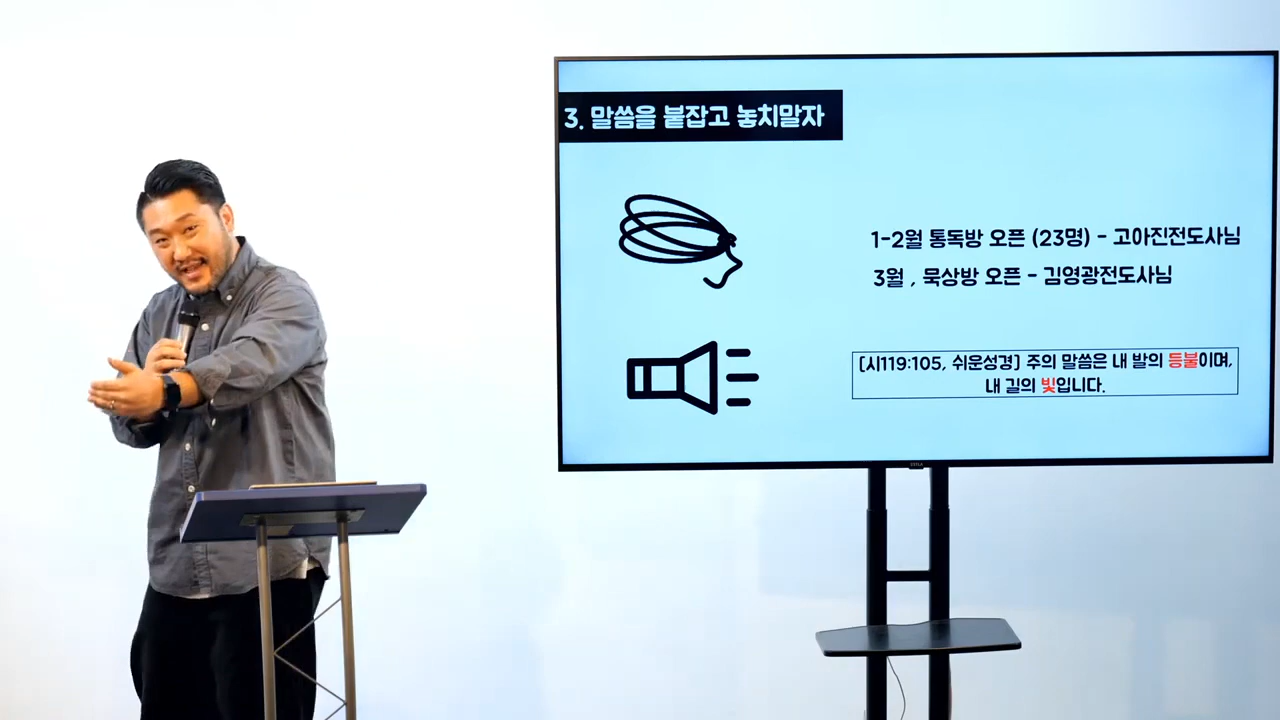 3. 말씀을 붙잡고 놓치말자
1-2월 통독방 오픈 (23명) - 고아진전도사님
3월 , 묵상방 오픈 - 김영광전도사님
[시119:105, 쉬운성경] 주의 말씀은 내 발의 등불이며,
내 길의 빛입니다.